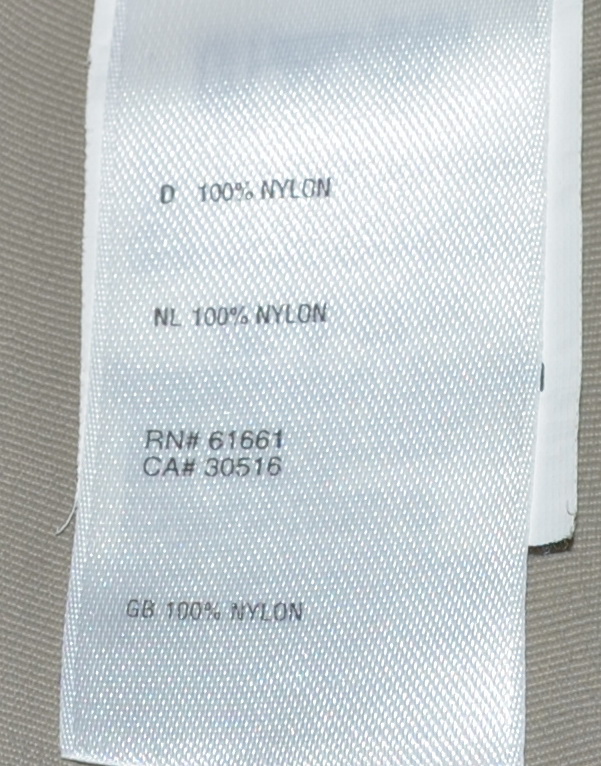 D 100% NYLON
NL 100% NYLON
RN# 61661
CA# 30516
GB 100% NYLON